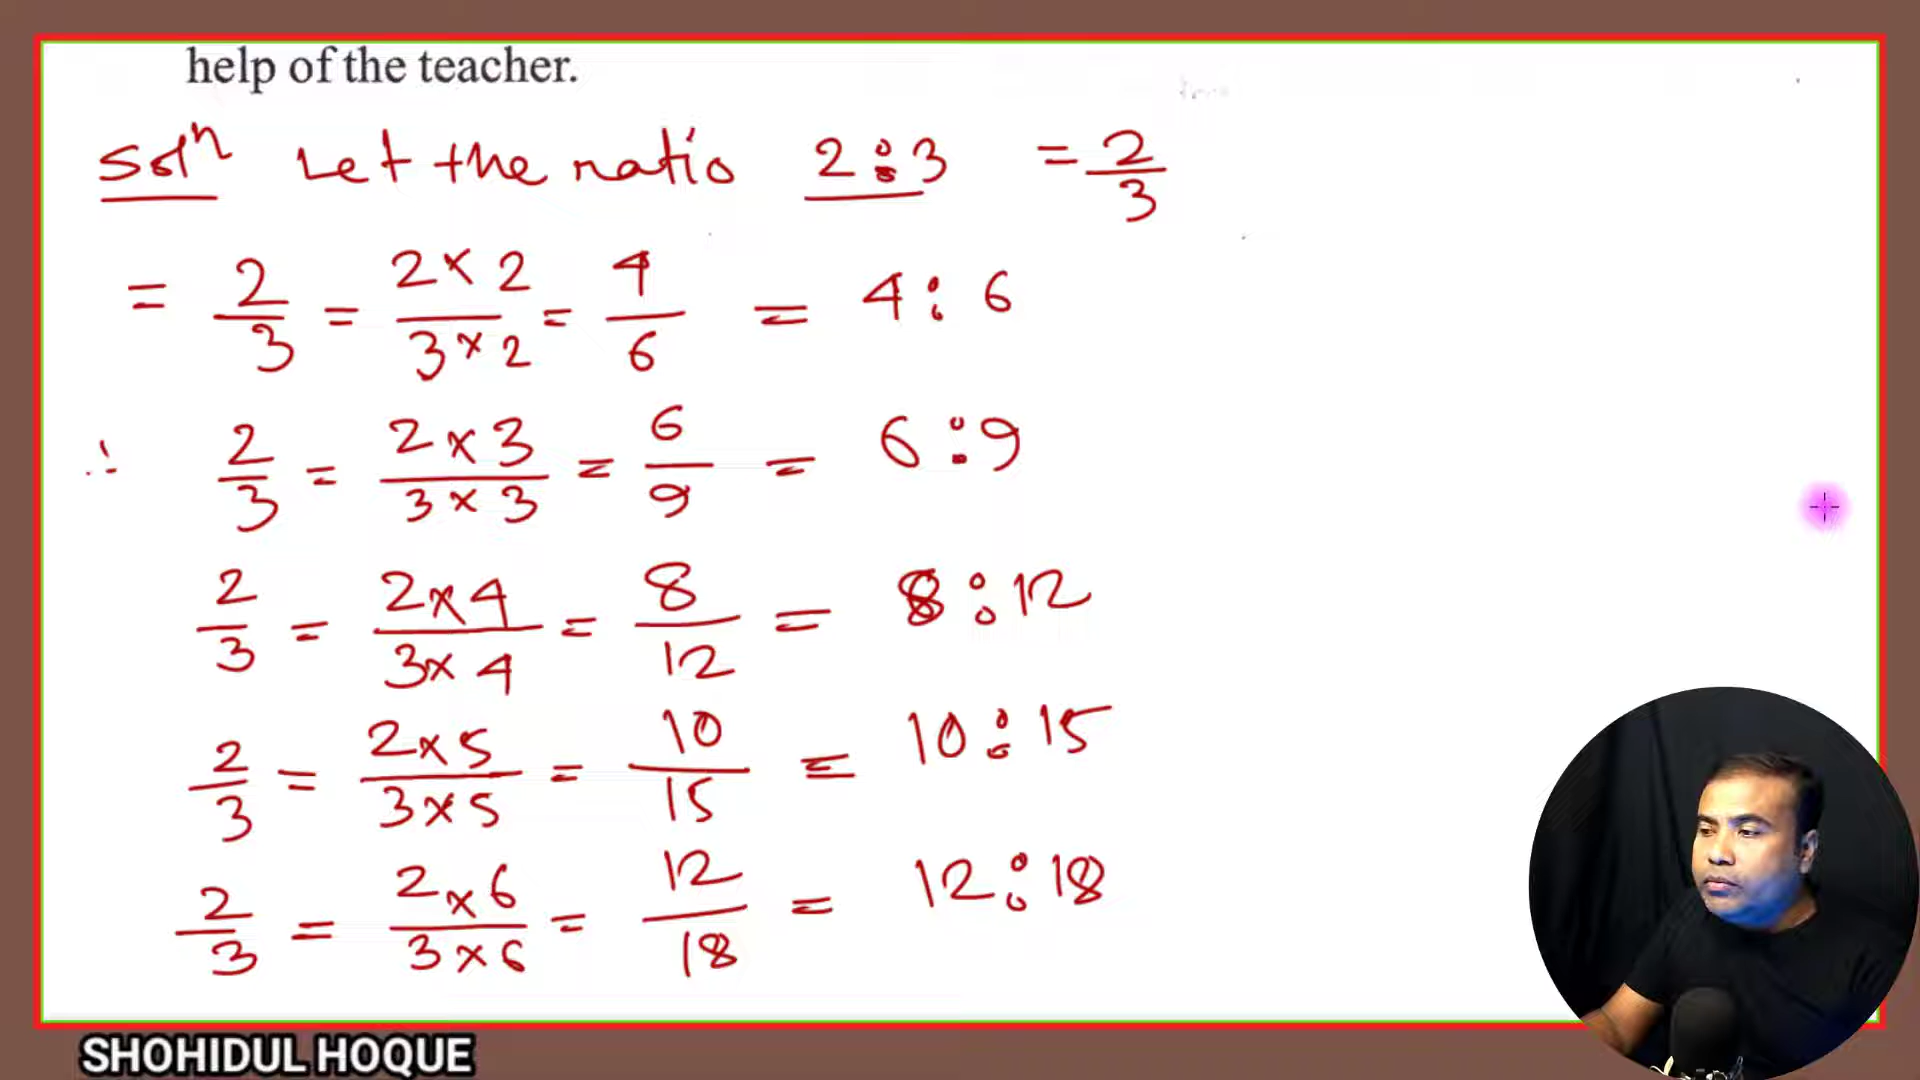 help of the teacher.
Solⁿ Let the ratio 2:3 = 2/3
= 2/3 = 2×2/3×2 = 4/6 = 4:6
∴ 2/3 = 2×3/3×3 = 6/9 = 6:9
2/3 = 2×4/3×4 = 8/12 = 8:12
2/3 = 2×5/3×5 = 10/15 = 10:15
2/3 = 2×6/3×6 = 12/18 = 12:18
SHOHIDUL HOQUE